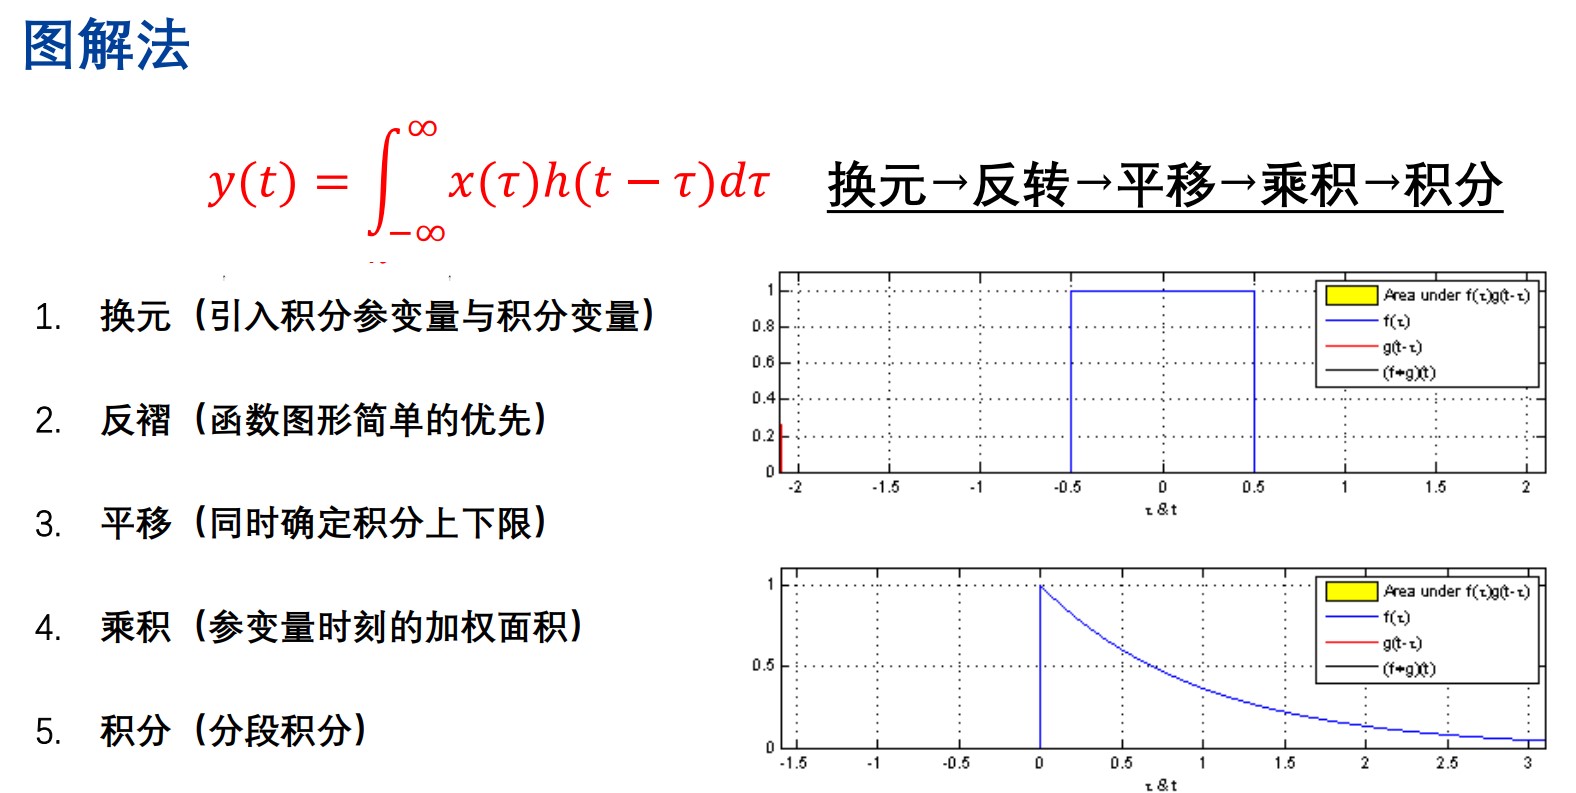 图解法
y(t) = ∫_{-∞}^{∞} x(τ)h(t − τ)dτ
换元→反转→平移→乘积→积分
1. 换元（引入积分参变量与积分变量）
2. 反褶（函数图形简单的优先）
3. 平移（同时确定积分上下限）
4. 乘积（参变量时刻的加权面积）
5. 积分（分段积分）
Area under f(τ)g(t-τ)
f(τ)
g(t-τ)
(f*g)(t)
1
0.8
0.6
0.4
0.2
0
-2 -1.5 -1 -0.5 0 0.5 1 1.5 2
τ & t
Area under f(τ)g(t-τ)
f(τ)
g(t-τ)
(f*g)(t)
1
0.5
0
-1.5 -1 -0.5 0 0.5 1 1.5 2 2.5 3
τ & t